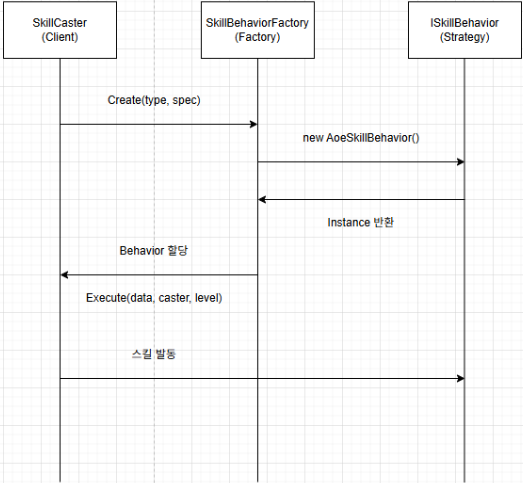 SkillCaster
(Client)
SkillBehaviorFactory
(Factory)
ISkillBehavior
(Strategy)
Create(type, spec)
new AoeSkillBehavior()
Instance 반환
Behavior 할당
Execute(data, caster, level)
스킬 발동